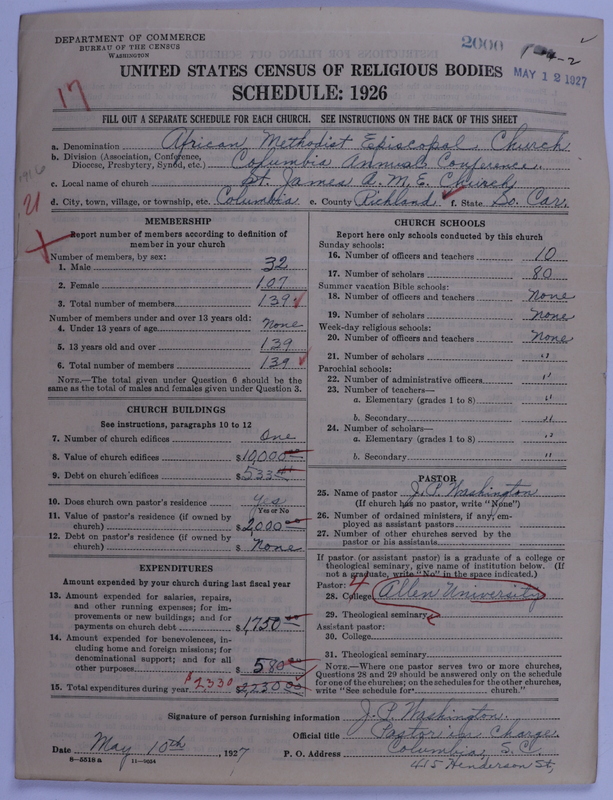 DEPARTMENT OF COMMERCE
BUREAU OF THE CENSUS
WASHINGTON
2000
MAY 12 1927
UNITED STATES CENSUS OF RELIGIOUS BODIES
SCHEDULE: 1926
17
FILL OUT A SEPARATE SCHEDULE FOR EACH CHURCH. SEE INSTRUCTIONS ON THE BACK OF THIS SHEET
a. Denomination African Methodist Episcopal Church
b. Division (Association, Conference, Diocese, Presbytery, Synod, etc.) Columbia Annual Conference
c. Local name of church St. James A. M. E. Church
1916
21
d. City, town, village, or township, etc. Columbia e. County Richland f. State So. Car.
MEMBERSHIP
Report number of members according to definition of
member in your church
Number of members, by sex:
1. Male 32
2. Female 107
3. Total number of members 139
Number of members under and over 13 years old:
4. Under 13 years of age None
5. 13 years old and over 139
6. Total number of members 139
NOTE.—The total given under Question 6 should be the
same as the total of males and females given under Question 3.
CHURCH BUILDINGS
See instructions, paragraphs 10 to 12
7. Number of church edifices One
8. Value of church edifices $10,000.00
9. Debt on church edifices $533
10. Does church own pastor's residence Yes
Yes or No
11. Value of pastor's residence (if owned by
church) $2000.00
12. Debt on pastor's residence (if owned by
church) $ None
EXPENDITURES
Amount expended by your church during last fiscal year
13. Amount expended for salaries, repairs,
and other running expenses; for im-
provements or new buildings; and for
payments on church debt $1,750.00
14. Amount expended for benevolences, in-
cluding home and foreign missions; for
denominational support; and for all
other purposes $580.00
15. Total expenditures during year $2330
CHURCH SCHOOLS
Report here only schools conducted by this church
Sunday schools:
16. Number of officers and teachers 10
17. Number of scholars 80
Summer vacation Bible schools:
18. Number of officers and teachers None
19. Number of scholars None
Week-day religious schools:
20. Number of officers and teachers None
21. Number of scholars "
Parochial schools:
22. Number of administrative officers "
23. Number of teachers—
a. Elementary (grades 1 to 8) "
b. Secondary "
24. Number of scholars—
a. Elementary (grades 1 to 8) "
b. Secondary "
PASTOR
25. Name of pastor J. P. Washington
(If church has no pastor, write "None")
26. Number of ordained ministers, if any, em-
ployed as assistant pastors
27. Number of other churches served by the
pastor or his assistants
If pastor (or assistant pastor) is a graduate of a college or
theological seminary, give name of institution below. (If
not a graduate, write "No" in the space indicated.)
Pastor: 4
28. College Allen University
29. Theological seminary
Assistant pastor:
30. College
31. Theological seminary
NOTE.—Where one pastor serves two or more churches,
Questions 28 and 29 should be answered only on the schedule
for one of the churches; on the schedules for the other churches,
write "See schedule for church."
Signature of person furnishing information J. P. Washington
Official title Pastor in Charge
Date May 10th, 1927 P. O. Address Columbia, S. C.
8—5518a 11—9024
415 Henderson St,